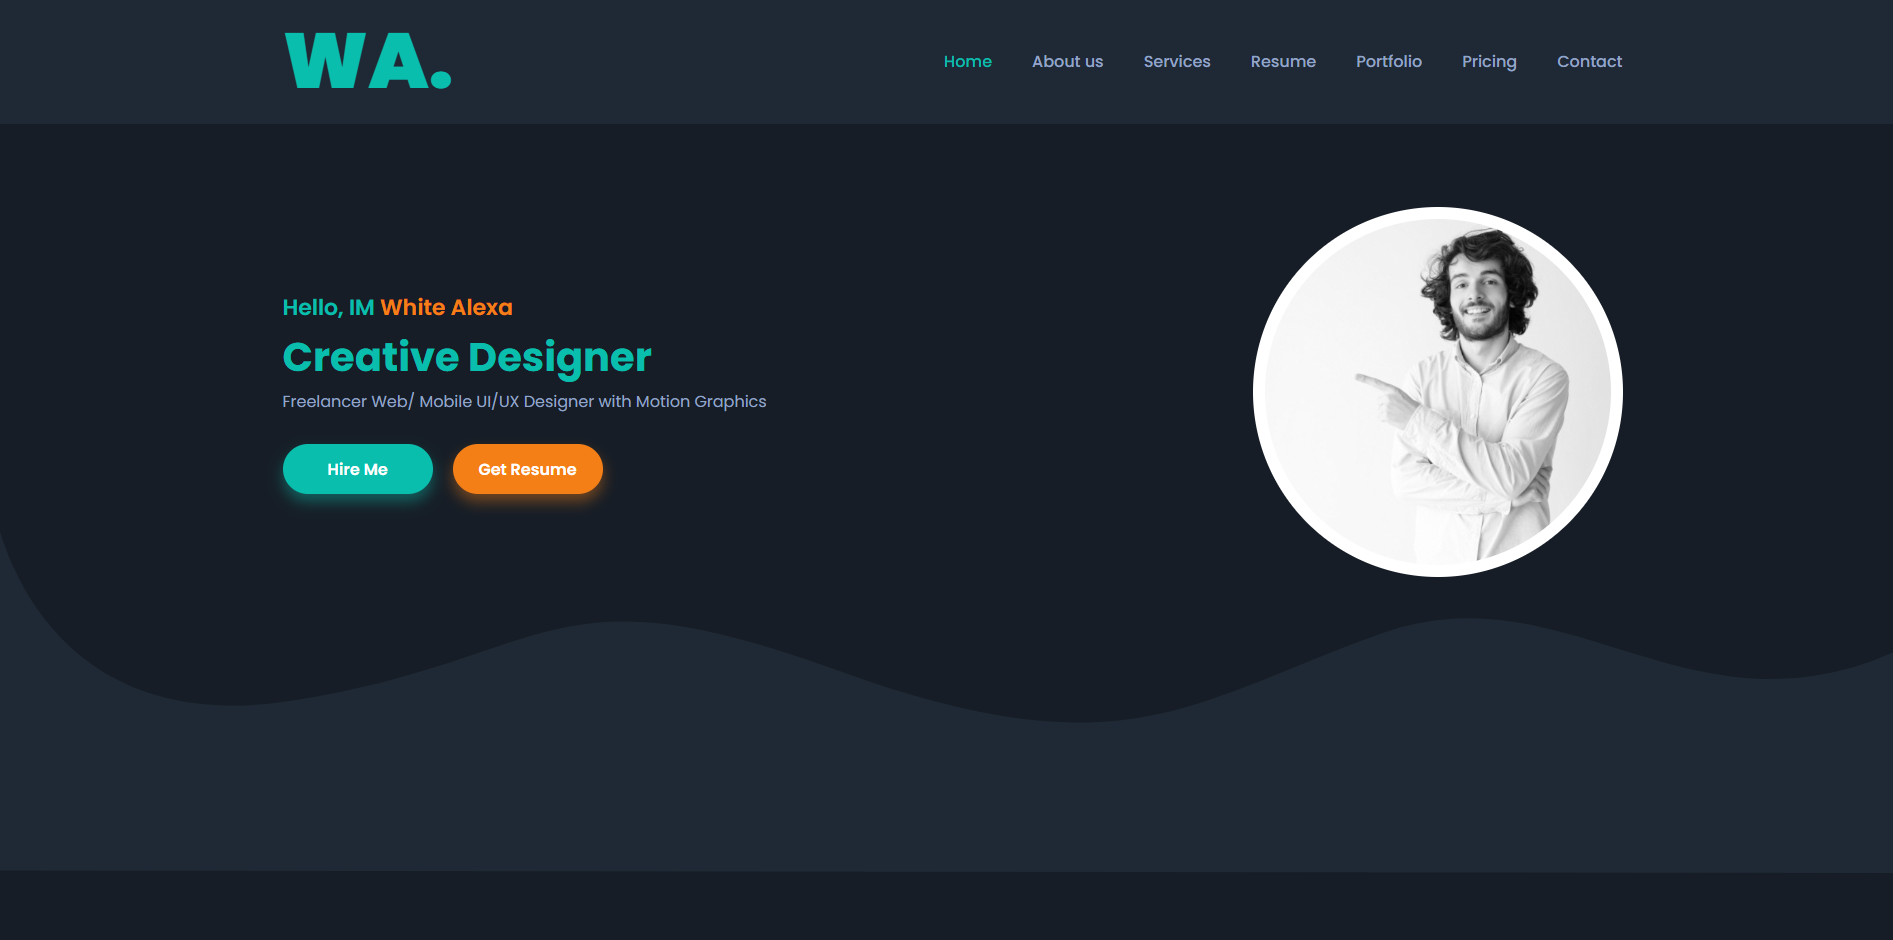 WA.
Home About us Services Resume Portfolio Pricing Contact
Hello, IM White Alexa
Creative Designer
Freelancer Web/ Mobile UI/UX Designer with Motion Graphics
Hire Me Get Resume